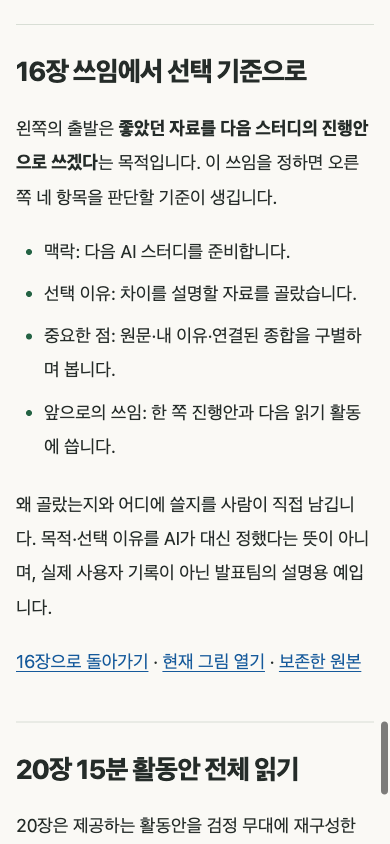 16장 쓰임에서 선택 기준으로
왼쪽의 출발은 좋았던 자료를 다음 스터디의 진행안
으로 쓰겠다는 목적입니다. 이 쓰임을 정하면 오른
쪽 네 항목을 판단할 기준이 생깁니다.
• 맥락: 다음 AI 스터디를 준비합니다.
• 선택 이유: 차이를 설명할 자료를 골랐습니다.
• 중요한 점: 원문·내 이유·연결된 종합을 구별하
며 봅니다.
• 앞으로의 쓰임: 한 쪽 진행안과 다음 읽기 활동
에 씁니다.
왜 골랐는지와 어디에 쓸지를 사람이 직접 남깁니
다. 목적·선택 이유를 AI가 대신 정했다는 뜻이 아니
며, 실제 사용자 기록이 아닌 발표팀의 설명용 예입
니다.
16장으로 돌아가기 · 현재 그림 열기 · 보존한 원본
20장 15분 활동안 전체 읽기
20장은 제공하는 활동안을 검정 무대에 재구성한